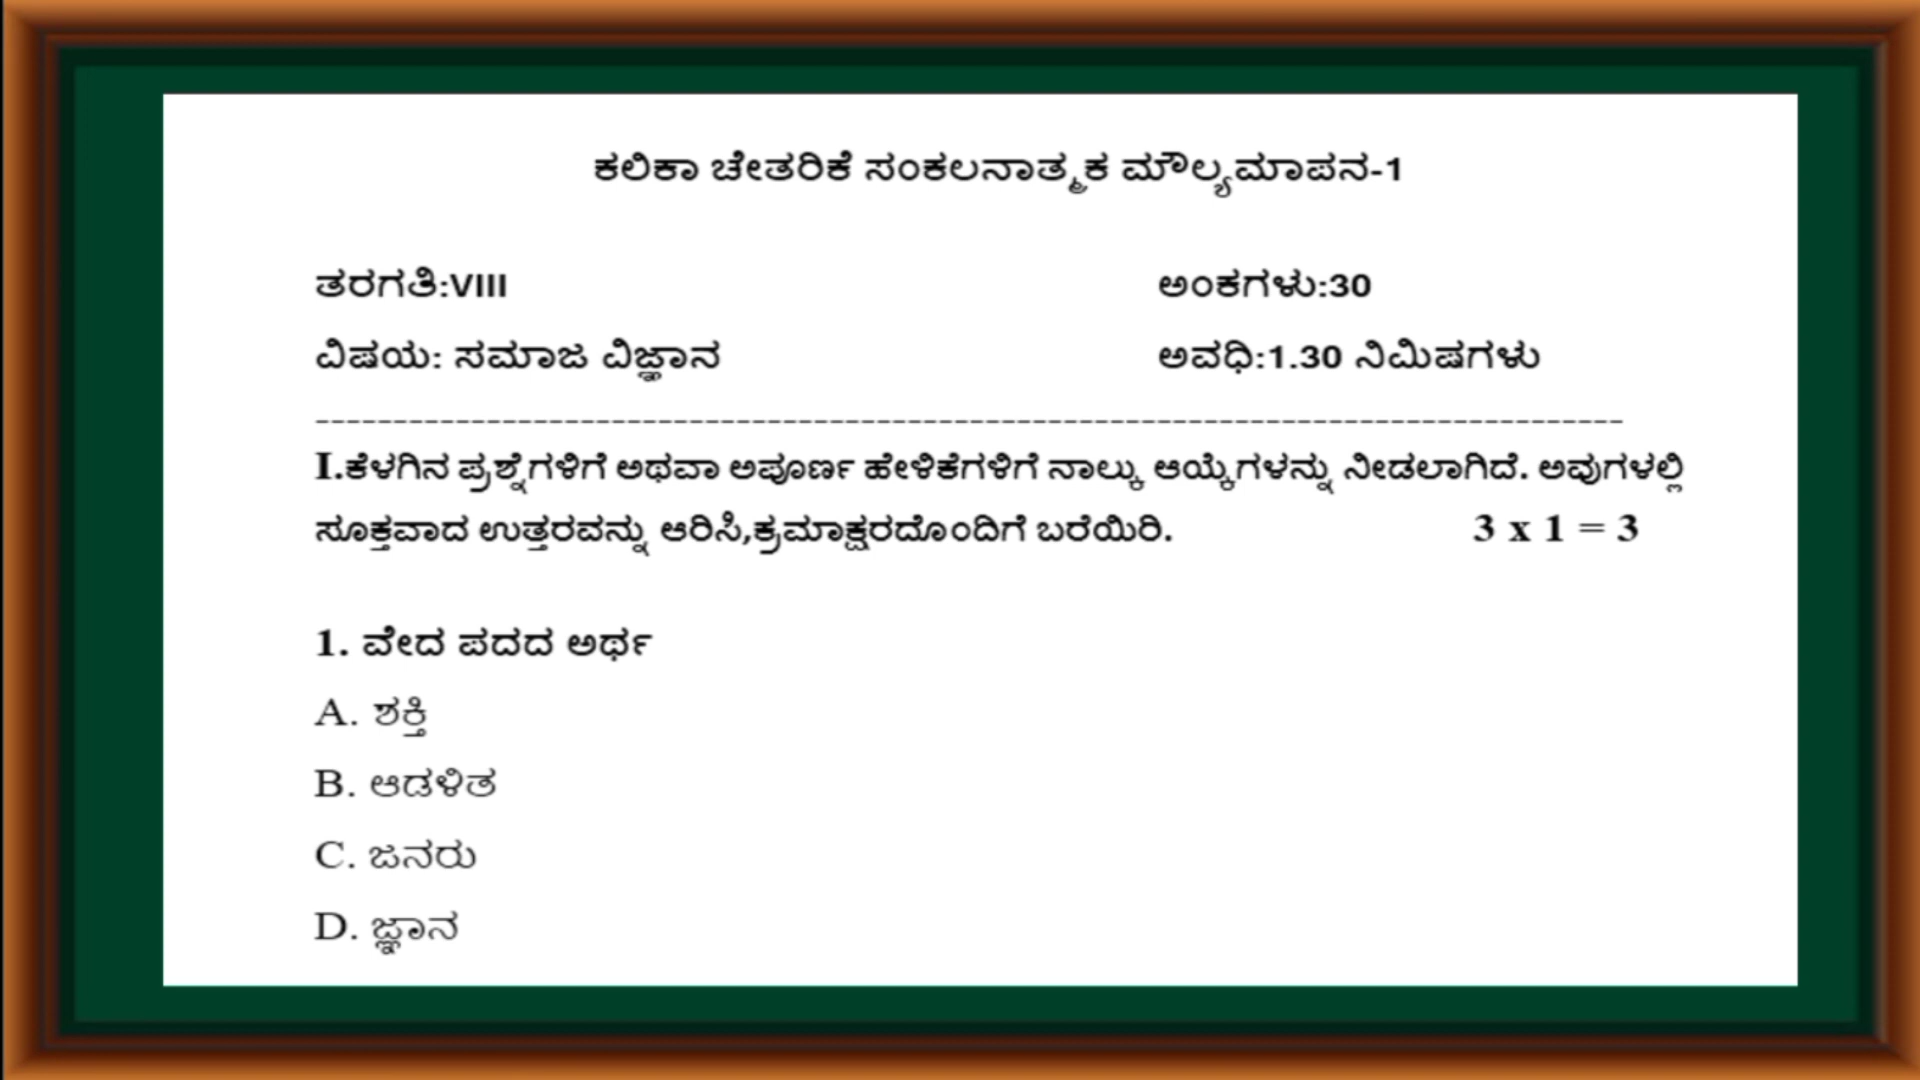 ಕಲಿಕಾ ಚೇತರಿಕೆ ಸಂಕಲನಾತ್ಮಕ ಮೌಲ್ಯಮಾಪನ-1
ತರಗತಿ:VIII ಅಂಕಗಳು:30
ವಿಷಯ: ಸಮಾಜ ವಿಜ್ಞಾನ ಅವಧಿ:1.30 ನಿಮಿಷಗಳು
------------------------------------------------------------------------------------
I.ಕೆಳಗಿನ ಪ್ರಶ್ನೆಗಳಿಗೆ ಅಥವಾ ಅಪೂರ್ಣ ಹೇಳಿಕೆಗಳಿಗೆ ನಾಲ್ಕು ಆಯ್ಕೆಗಳನ್ನು ನೀಡಲಾಗಿದೆ. ಅವುಗಳಲ್ಲಿ
ಸೂಕ್ತವಾದ ಉತ್ತರವನ್ನು ಆರಿಸಿ,ಕ್ರಮಾಕ್ಷರದೊಂದಿಗೆ ಬರೆಯಿರಿ. 3 x 1 = 3
1. ವೇದ ಪದದ ಅರ್ಥ
A. ಶಕ್ತಿ
B. ಆಡಳಿತ
C. ಜನರು
D. ಜ್ಞಾನ